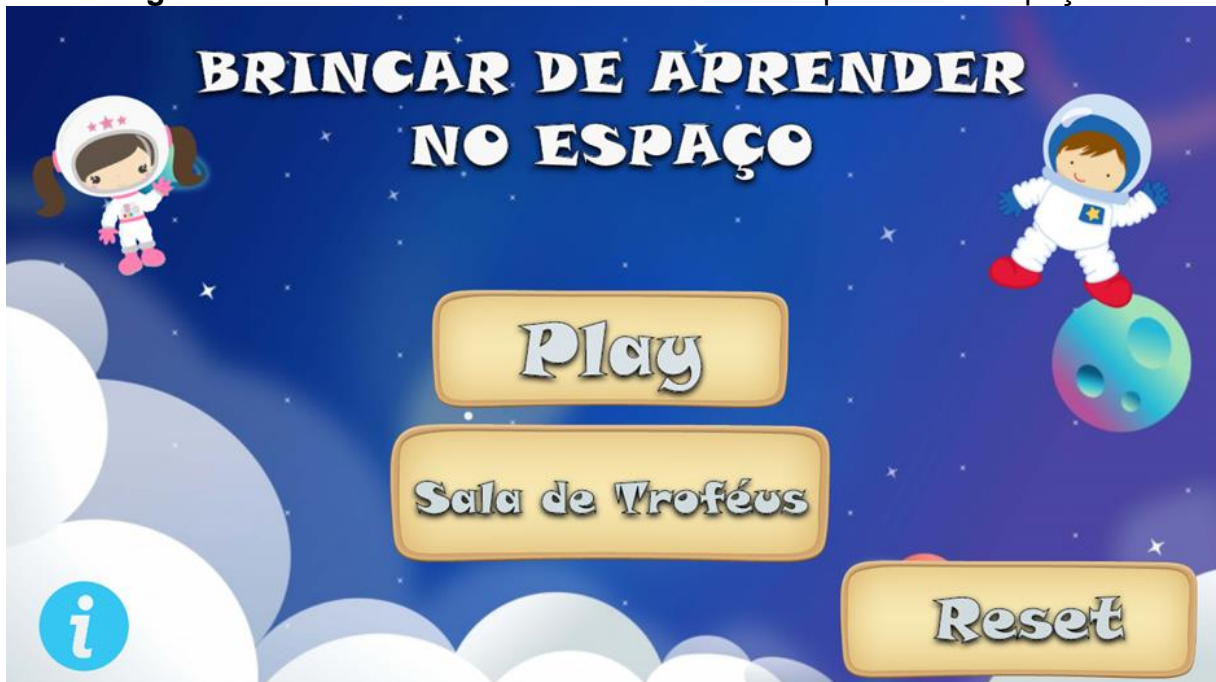 BRINCAR DE APRENDER
NO ESPAÇO
Play
Sala de Troféus
Reset
i